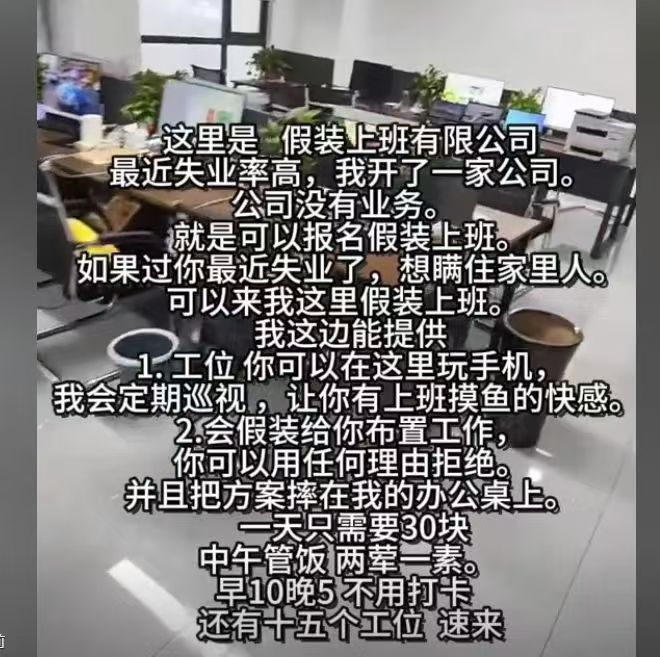 这里是 假装上班有限公司
最近失业率高，我开了一家公司。
公司没有业务。
就是可以报名假装上班。
如果过你最近失业了，想瞒住家里人。
可以来我这里假装上班。
我这边能提供
1. 工位 你可以在这里玩手机，
我会定期巡视 ，让你有上班摸鱼的快感。
2.会假装给你布置工作，
你可以用任何理由拒绝。
并且把方案摔在我的办公桌上。
一天只需要30块
中午管饭 两荤一素。
早10晚5 不用打卡
还有十五个工位 速来